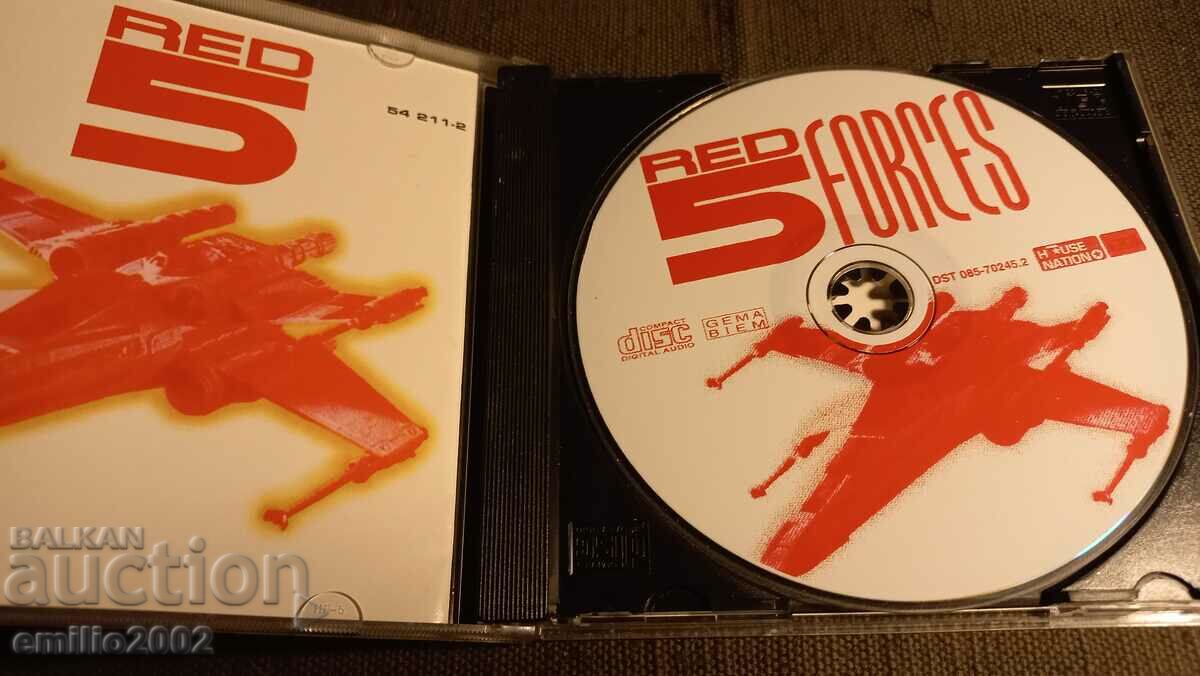 RED
5
54 211-2
RED
5
FORCES
DST 085-70245.2
H★USE
NATION
COMPACT
disc
DIGITAL AUDIO
GEMA
BIEM
BALKAN
auction
emilio2002